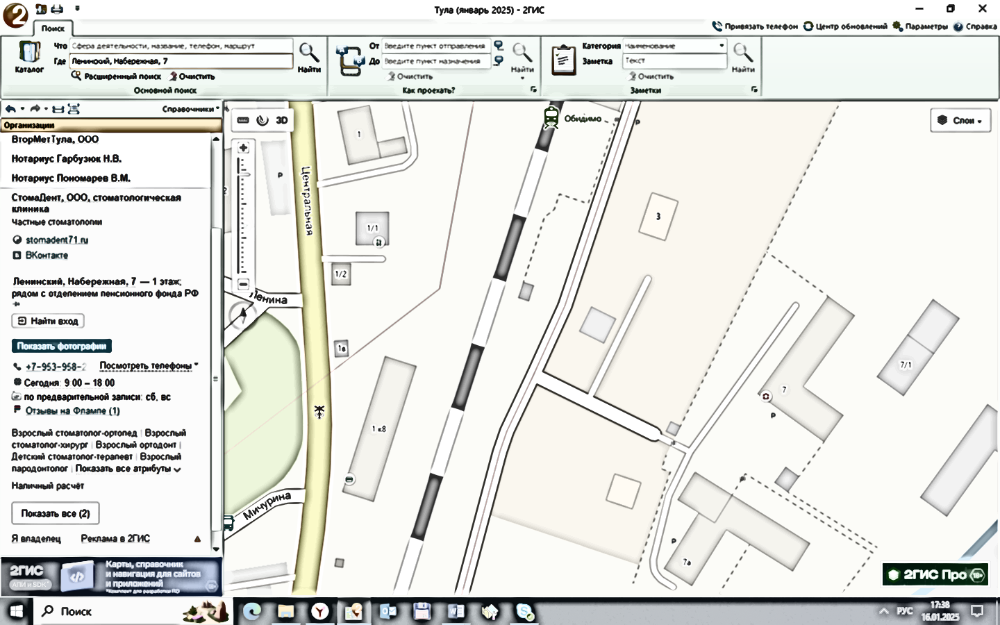 Тула (январь 2025) - 2ГИС
Поиск
Привязать телефон
Центр обновлений
Параметры
Справка
Каталог
Что
Сфера деятельности, название, телефон, маршрут
Где
Ленинский, Набережная, 7
Расширенный поиск
Очистить
Найти
Основной поиск
От
Введите пункт отправления
До
Введите пункт назначения
Очистить
Найти
Как проехать?
Категория
Наименование
Заметка
Текст
Очистить
Найти
Заметки
Справочники
Организации
ВторМетТула, ООО
Нотариус Гарбузюк Н.В.
Нотариус Пономарев В.М.
СтомаДент, ООО, стоматологическая
клиника
Частные стоматологии
stomadent71.ru
ВКонтакте
Ленинский, Набережная, 7 — 1 этаж;
рядом с отделением пенсионного фонда РФ
Найти вход
Показать фотографии
+7-953-958-2
Посмотреть телефоны
Сегодня: 9:00 – 18:00
по предварительной записи: сб, вс
Отзывы на Флампе (1)
Взрослый стоматолог-ортопед | Взрослый
стоматолог-хирург | Взрослый ортодонт |
Детский стоматолог-терапевт | Взрослый
пародонтолог | Показать все атрибуты
Наличный расчёт
Показать все (2)
Я владелец
Реклама в 2ГИС
2ГИС
АПИ и SDK*
Карты, справочник
и навигация для сайтов
и приложений
*Комплект для разработки ПО
3D
Слои
Обидимо
Центральная
Ленина
Мичурина
1
1/1
1/2
1в
1 к8
3
7
7/1
7а
P
P
P
P
2ГИС Про
18+
Поиск
РУС
17:38
16.01.2025